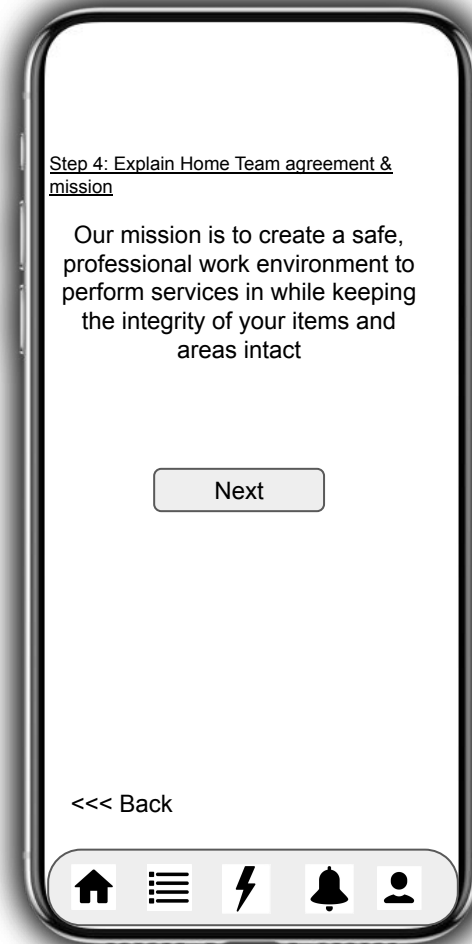 Step 4: Explain Home Team agreement &
mission
Our mission is to create a safe,
professional work environment to
perform services in while keeping
the integrity of your items and
areas intact
Next
<<< Back